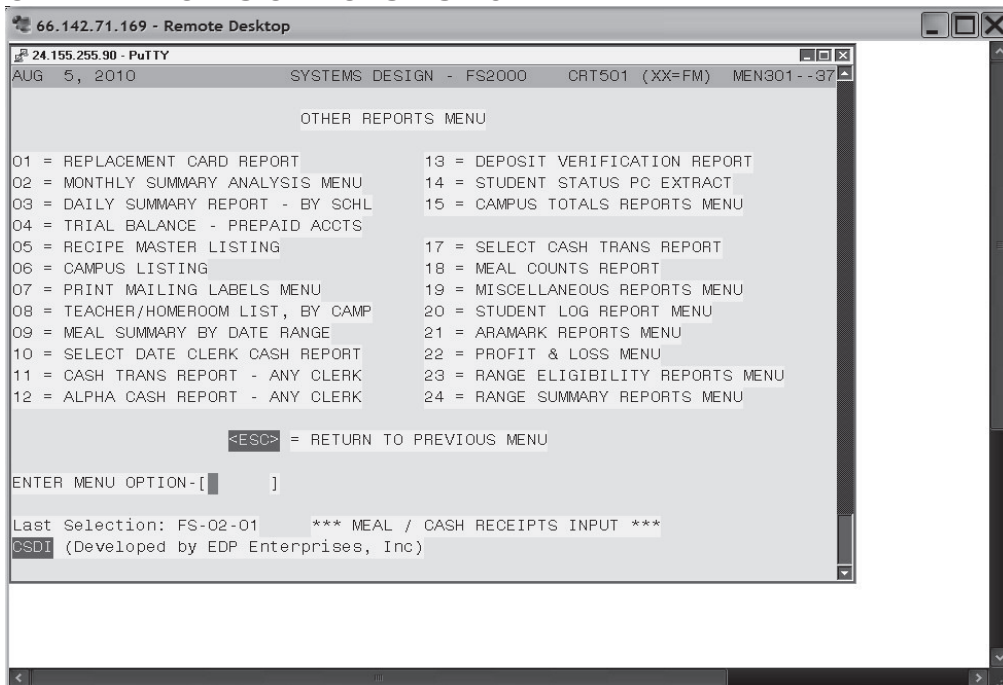 66.142.71.169 - Remote Desktop
24.155.255.90 - PuTTY
AUG 5, 2010 SYSTEMS DESIGN - FS2000 CRT501 (XX=FM) MEN301--37
OTHER REPORTS MENU
01 = REPLACEMENT CARD REPORT 13 = DEPOSIT VERIFICATION REPORT
02 = MONTHLY SUMMARY ANALYSIS MENU 14 = STUDENT STATUS PC EXTRACT
03 = DAILY SUMMARY REPORT - BY SCHL 15 = CAMPUS TOTALS REPORTS MENU
04 = TRIAL BALANCE - PREPAID ACCTS
05 = RECIPE MASTER LISTING 17 = SELECT CASH TRANS REPORT
06 = CAMPUS LISTING 18 = MEAL COUNTS REPORT
07 = PRINT MAILING LABELS MENU 19 = MISCELLANEOUS REPORTS MENU
08 = TEACHER/HOMEROOM LIST, BY CAMP 20 = STUDENT LOG REPORT MENU
09 = MEAL SUMMARY BY DATE RANGE 21 = ARAMARK REPORTS MENU
10 = SELECT DATE CLERK CASH REPORT 22 = PROFIT & LOSS MENU
11 = CASH TRANS REPORT - ANY CLERK 23 = RANGE ELIGIBILITY REPORTS MENU
12 = ALPHA CASH REPORT - ANY CLERK 24 = RANGE SUMMARY REPORTS MENU
<ESC> = RETURN TO PREVIOUS MENU
ENTER MENU OPTION-[ ]
Last Selection: FS-02-01 *** MEAL / CASH RECEIPTS INPUT ***
CSDI (Developed by EDP Enterprises, Inc)